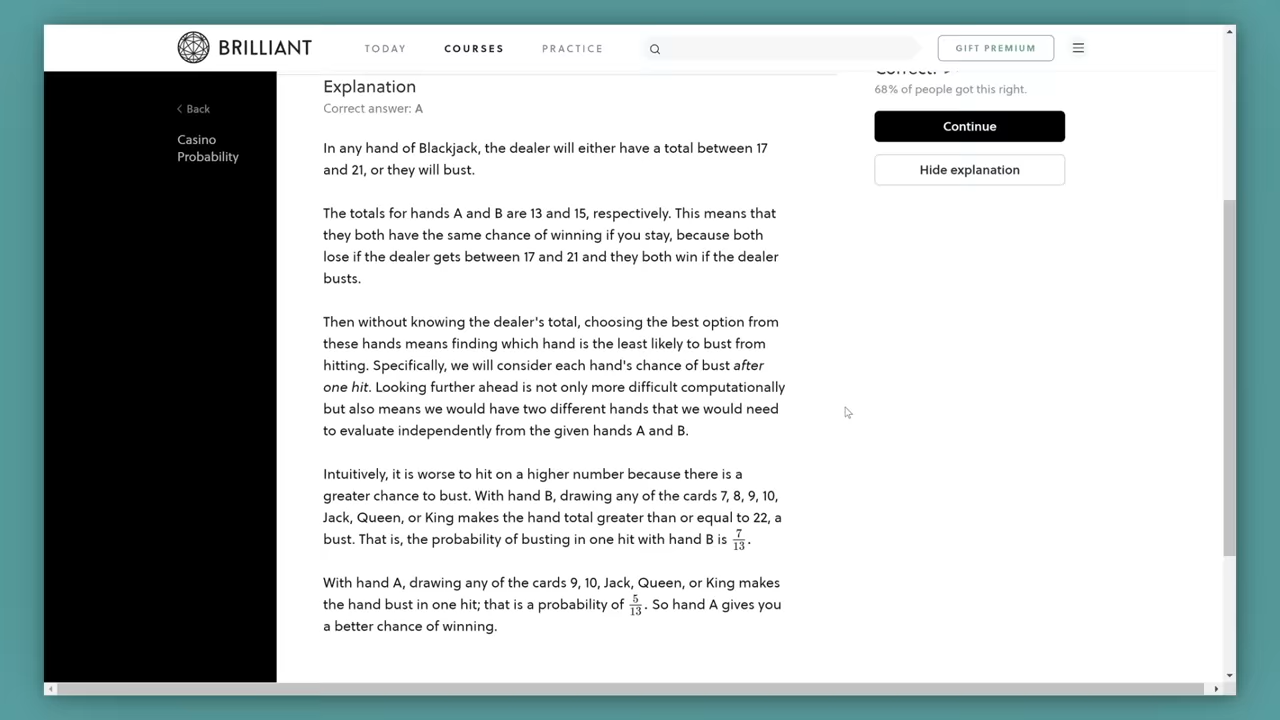 BRILLIANT
TODAY
COURSES
PRACTICE
GIFT PREMIUM
Back
Casino
Probability
Explanation
Correct answer: A
In any hand of Blackjack, the dealer will either have a total between 17
and 21, or they will bust.
The totals for hands A and B are 13 and 15, respectively. This means that
they both have the same chance of winning if you stay, because both
lose if the dealer gets between 17 and 21 and they both win if the dealer
busts.
Then without knowing the dealer's total, choosing the best option from
these hands means finding which hand is the least likely to bust from
hitting. Specifically, we will consider each hand's chance of bust after
one hit. Looking further ahead is not only more difficult computationally
but also means we would have two different hands that we would need
to evaluate independently from the given hands A and B.
Intuitively, it is worse to hit on a higher number because there is a
greater chance to bust. With hand B, drawing any of the cards 7, 8, 9, 10,
Jack, Queen, or King makes the hand total greater than or equal to 22, a
bust. That is, the probability of busting in one hit with hand B is 7/13.
With hand A, drawing any of the cards 9, 10, Jack, Queen, or King makes
the hand bust in one hit; that is a probability of 5/13. So hand A gives you
a better chance of winning.
Correct!
68% of people got this right.
Continue
Hide explanation